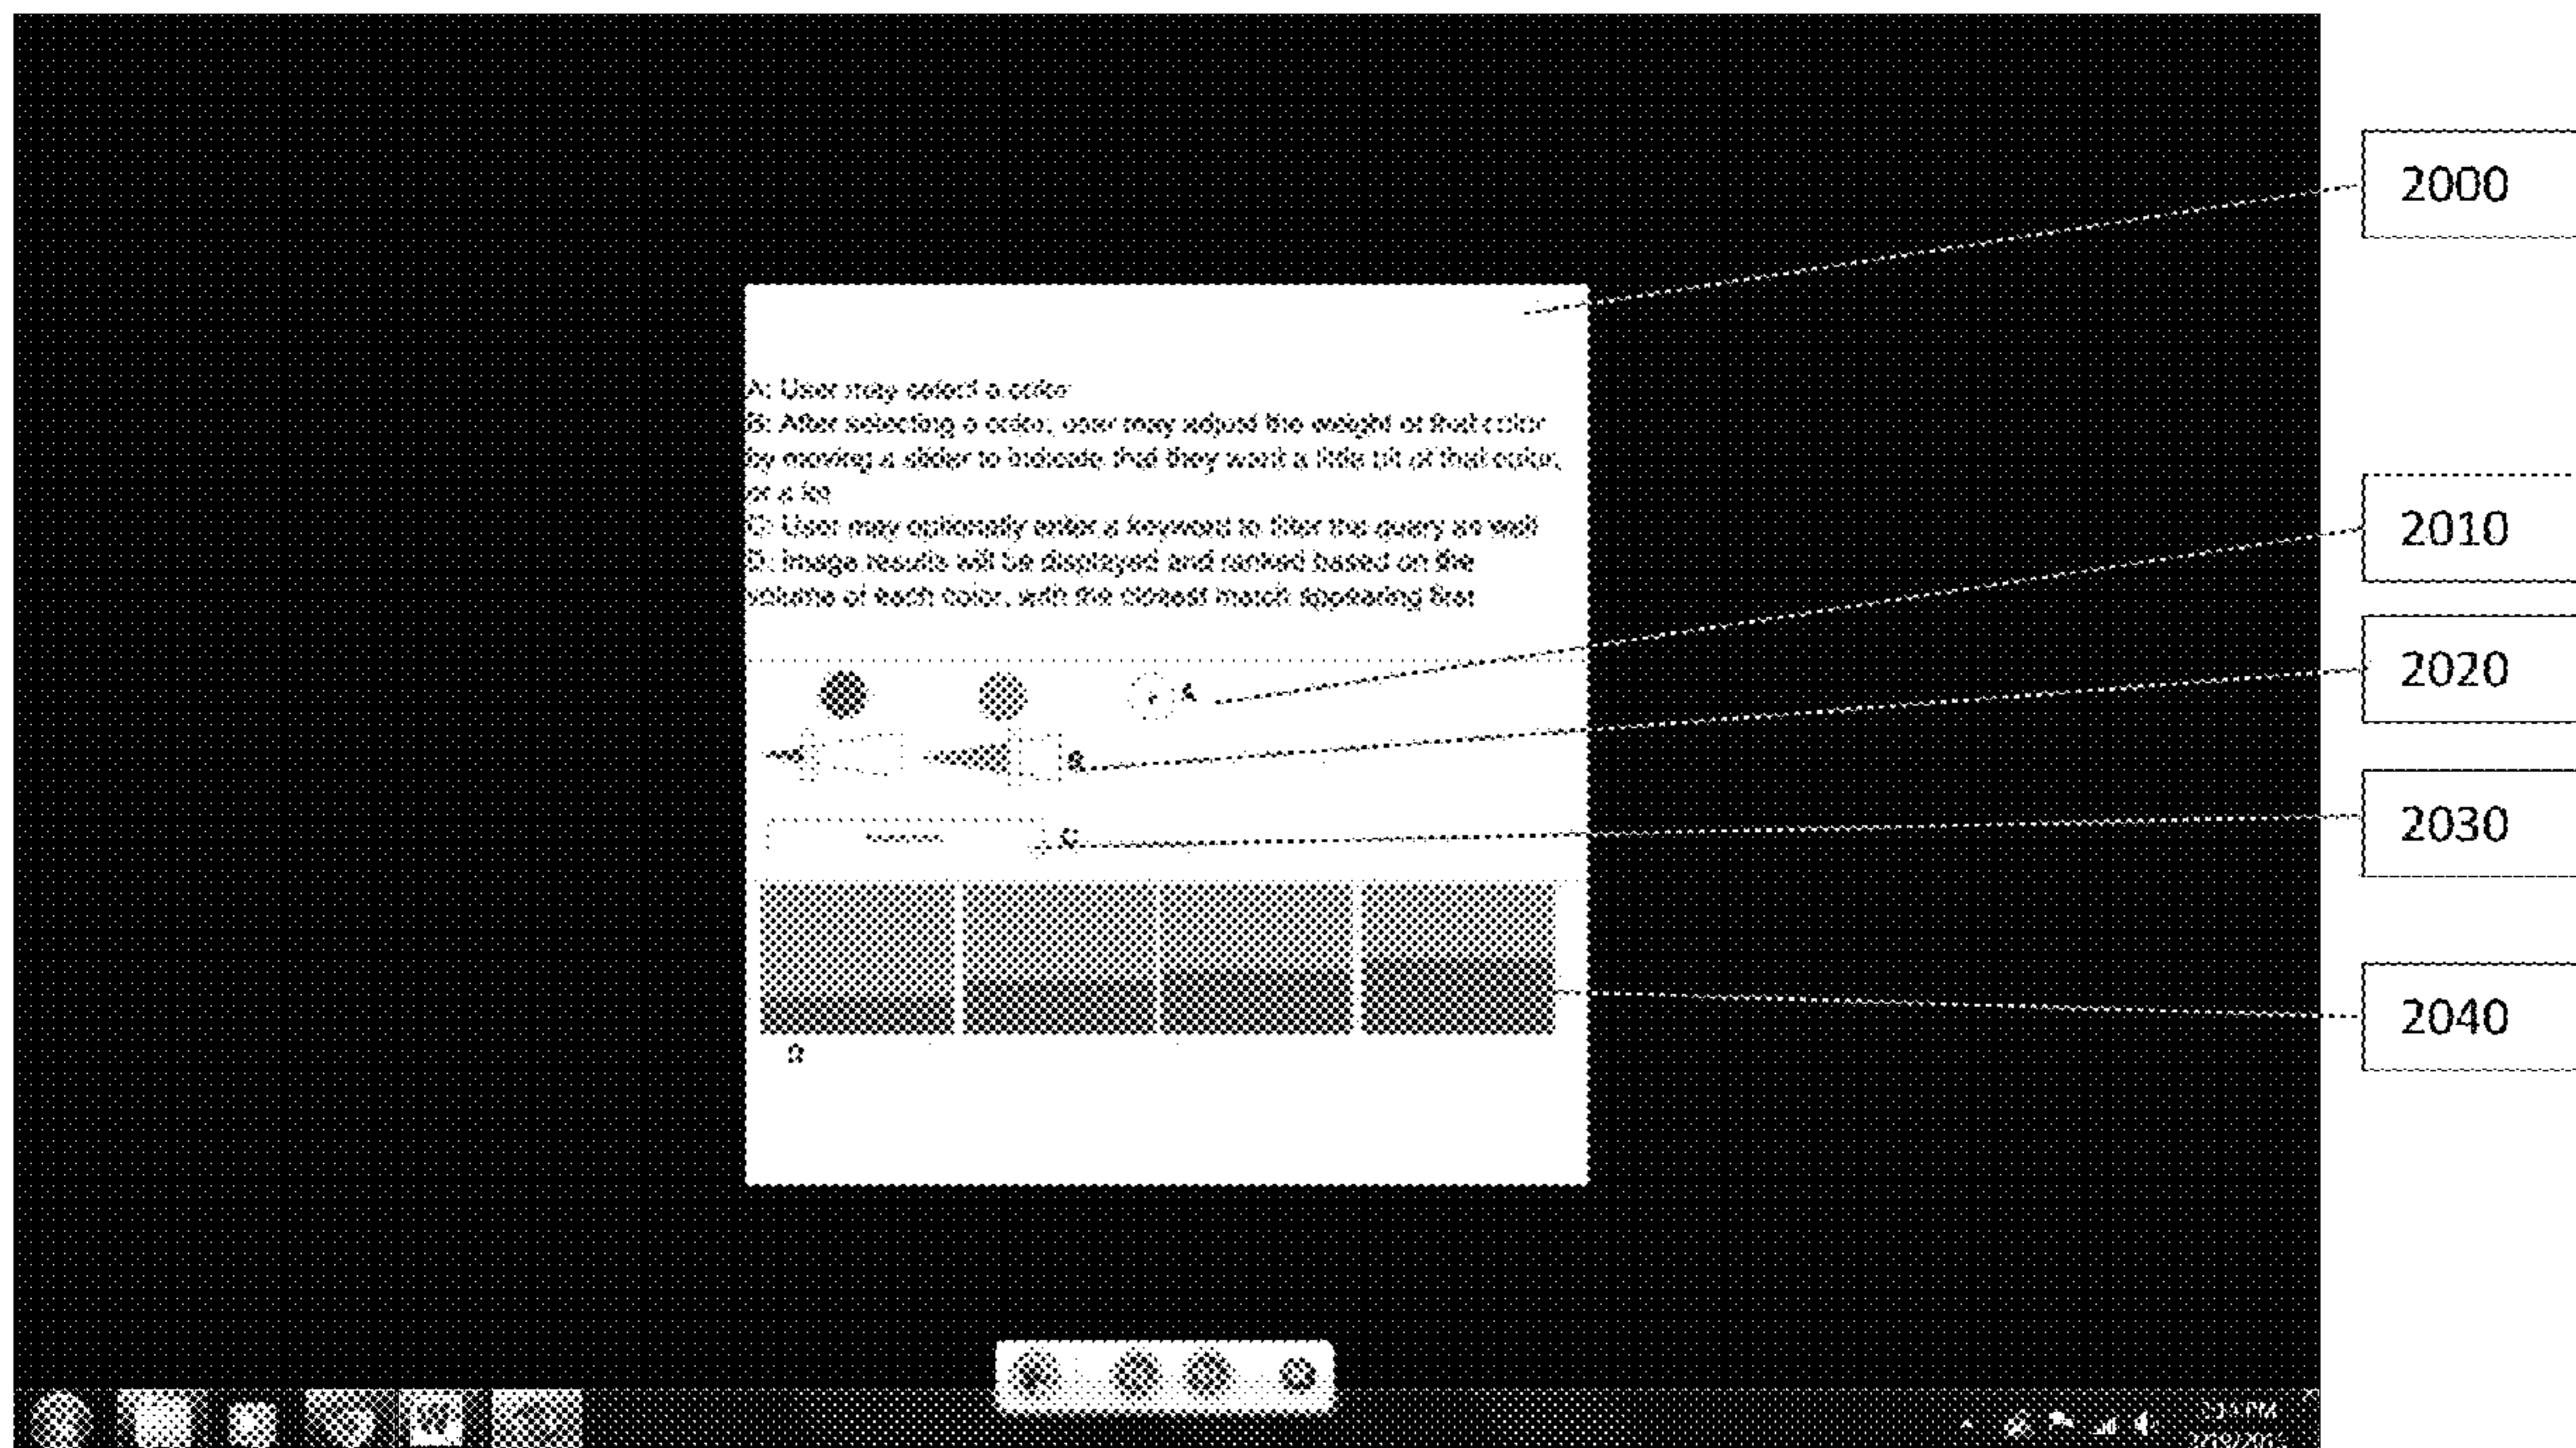 2000
A: User may select a color
B: After selecting a color, user may adjust the weight of that color
by moving a slider to indicate that they want a little bit of that color,
or a lot
C: User may optionally enter a keyword to filter the query as well
D: Image results will be displayed and ranked based on the
volume of each color, with the closest match appearing first
2010
A
2020
B
2030
C
2040
D
PM